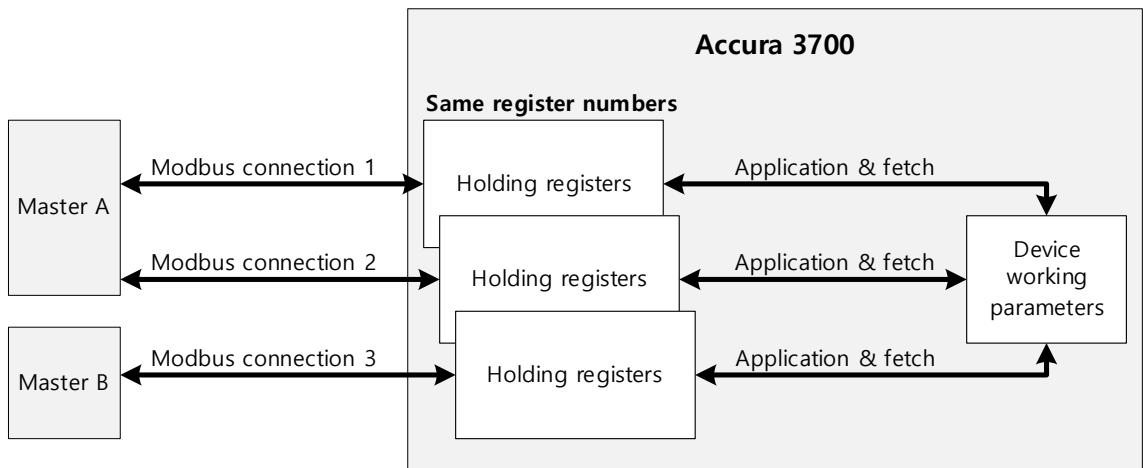 Accura 3700
Same register numbers
Master A
Modbus connection 1
Holding registers
Application & fetch
Modbus connection 2
Holding registers
Application & fetch
Device
working
parameters
Master B
Modbus connection 3
Holding registers
Application & fetch